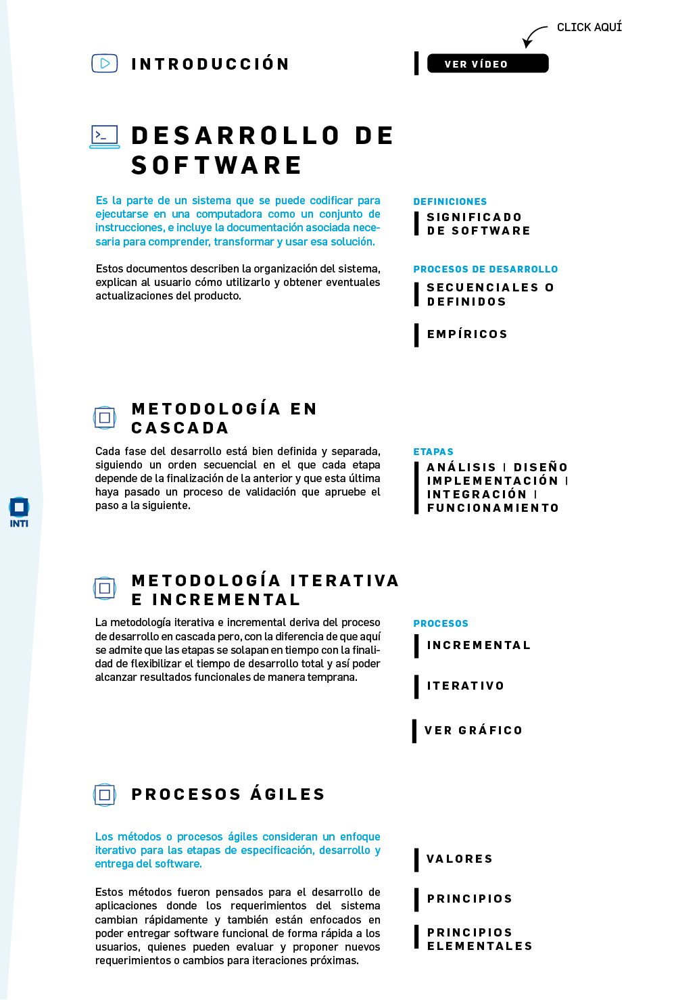 CLICK AQUÍ
INTRODUCCIÓN
VER VÍDEO
DESARROLLO DE
SOFTWARE
Es la parte de un sistema que se puede codificar para
ejecutarse en una computadora como un conjunto de
instrucciones, e incluye la documentación asociada nece-
saria para comprender, transformar y usar esa solución.
Estos documentos describen la organización del sistema,
explican al usuario cómo utilizarlo y obtener eventuales
actualizaciones del producto.
DEFINICIONES
SIGNIFICADO
DE SOFTWARE
PROCESOS DE DESARROLLO
SECUENCIALES O
DEFINIDOS
EMPÍRICOS
METODOLOGÍA EN
CASCADA
Cada fase del desarrollo está bien definida y separada,
siguiendo un orden secuencial en el que cada etapa
depende de la finalización de la anterior y que esta última
haya pasado un proceso de validación que apruebe el
paso a la siguiente.
ETAPAS
ANÁLISIS | DISEÑO
IMPLEMENTACIÓN |
INTEGRACIÓN |
FUNCIONAMIENTO
INTI
METODOLOGÍA ITERATIVA
E INCREMENTAL
La metodología iterativa e incremental deriva del proceso
de desarrollo en cascada pero, con la diferencia de que aquí
se admite que las etapas se solapan en tiempo con la finali-
dad de flexibilizar el tiempo de desarrollo total y así poder
alcanzar resultados funcionales de manera temprana.
PROCESOS
INCREMENTAL
ITERATIVO
VER GRÁFICO
PROCESOS ÁGILES
Los métodos o procesos ágiles consideran un enfoque
iterativo para las etapas de especificación, desarrollo y
entrega del software.
Estos métodos fueron pensados para el desarrollo de
aplicaciones donde los requerimientos del sistema
cambian rápidamente y también están enfocados en
poder entregar software funcional de forma rápida a los
usuarios, quienes pueden evaluar y proponer nuevos
requerimientos o cambios para iteraciones próximas.
VALORES
PRINCIPIOS
PRINCIPIOS
ELEMENTALES